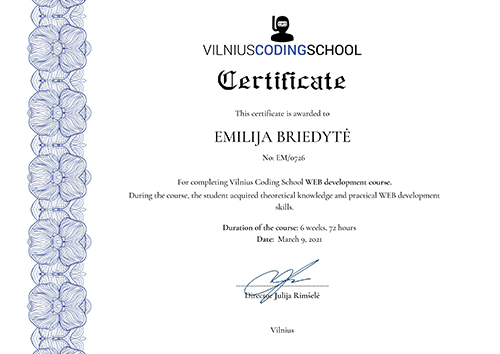 VILNIUSCODINGSCHOOL
Certificate
This certificate is awarded to
EMILIJA BRIEDYTĖ
No: EM/0726
For completing Vilnius Coding School WEB development course.
During the course, the student acquired theoretical knowledge and practical WEB development
skills.
Duration of the course: 6 weeks, 72 hours
Date: March 9, 2021
Director Julija Rimšelė
Vilnius